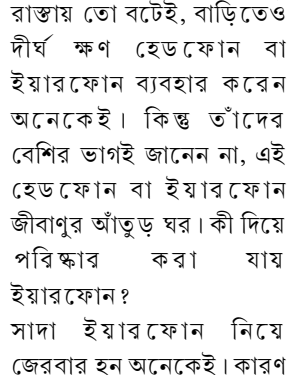 রাস্তায় তো বটেই, বাড়িতেও
দীর্ঘ ক্ষণ হেডফোন বা
ইয়ারফোন ব্যবহার করেন
অনেকেই। কিন্তু তাঁদের
বেশির ভাগই জানেন না, এই
হেডফোন বা ইয়ারফোন
জীবাণুর আঁতুড় ঘর। কী দিয়ে
পরিষ্কার করা যায়
ইয়ারফোন?
সাদা ইয়ারফোন নিয়ে
জেরবার হন অনেকেই। কারণ